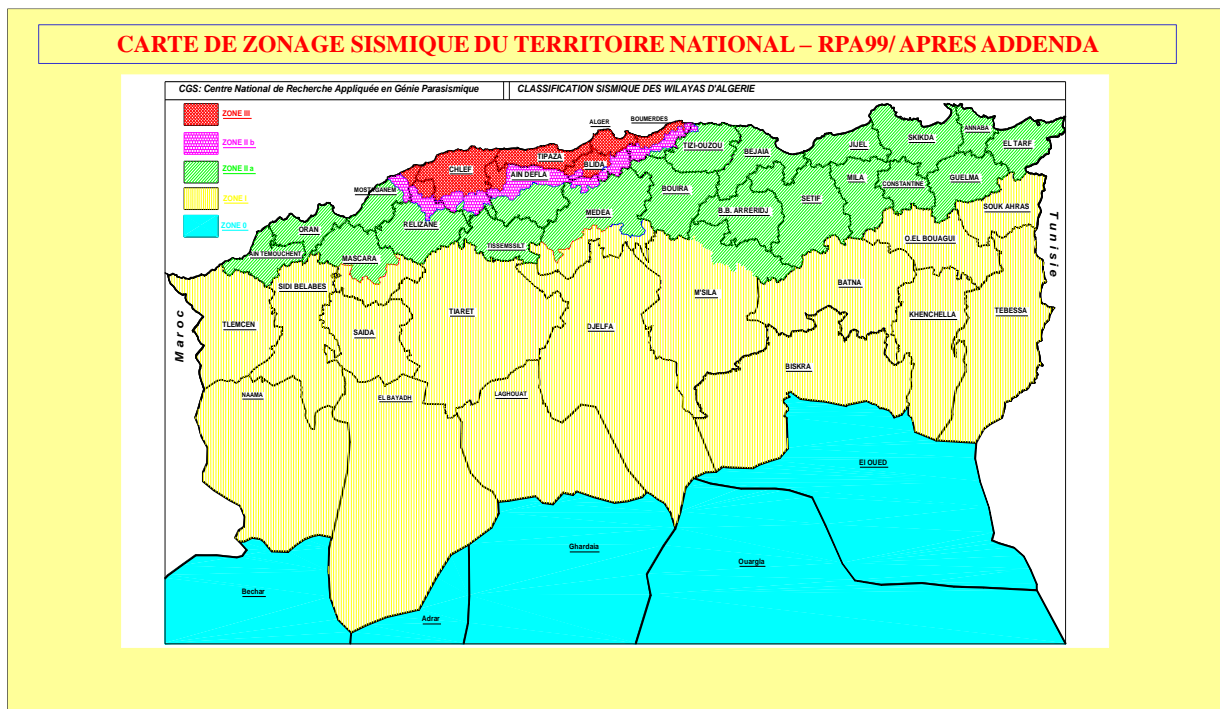 CARTE DE ZONAGE SISMIQUE DU TERRITOIRE NATIONAL – RPA99/ APRES ADDENDA
CGS: Centre National de Recherche Appliquée en Génie Parasismique
CLASSIFICATION SISMIQUE DES WILAYAS D'ALGERIE
ZONE III
ZONE II b
ZONE II a
ZONE I
ZONE 0
ALGER
BOUMERDES
TIPAZA
BLIDA
CHLEF
AIN DEFLA
TIZI-OUZOU
BEJAIA
JIJEL
SKIKDA
ANNABA
EL TARF
MOSTAGANEM
BOUIRA
MILA
CONSTANTINE
GUELMA
ORAN
RELIZANE
MEDEA
B.B. ARRERIDJ
SETIF
SOUK AHRAS
AIN TEMOUCHENT
MASCARA
TISSEMSSILT
O.EL BOUAGUI
SIDI BELABES
M'SILA
BATNA
TLEMCEN
SAIDA
TIARET
DJELFA
KHENCHELLA
TEBESSA
BISKRA
NAAMA
EL BAYADH
LAGHOUAT
Maroc
Tunisie
El OUED
Ghardaia
Ouargla
Bechar
Adrar